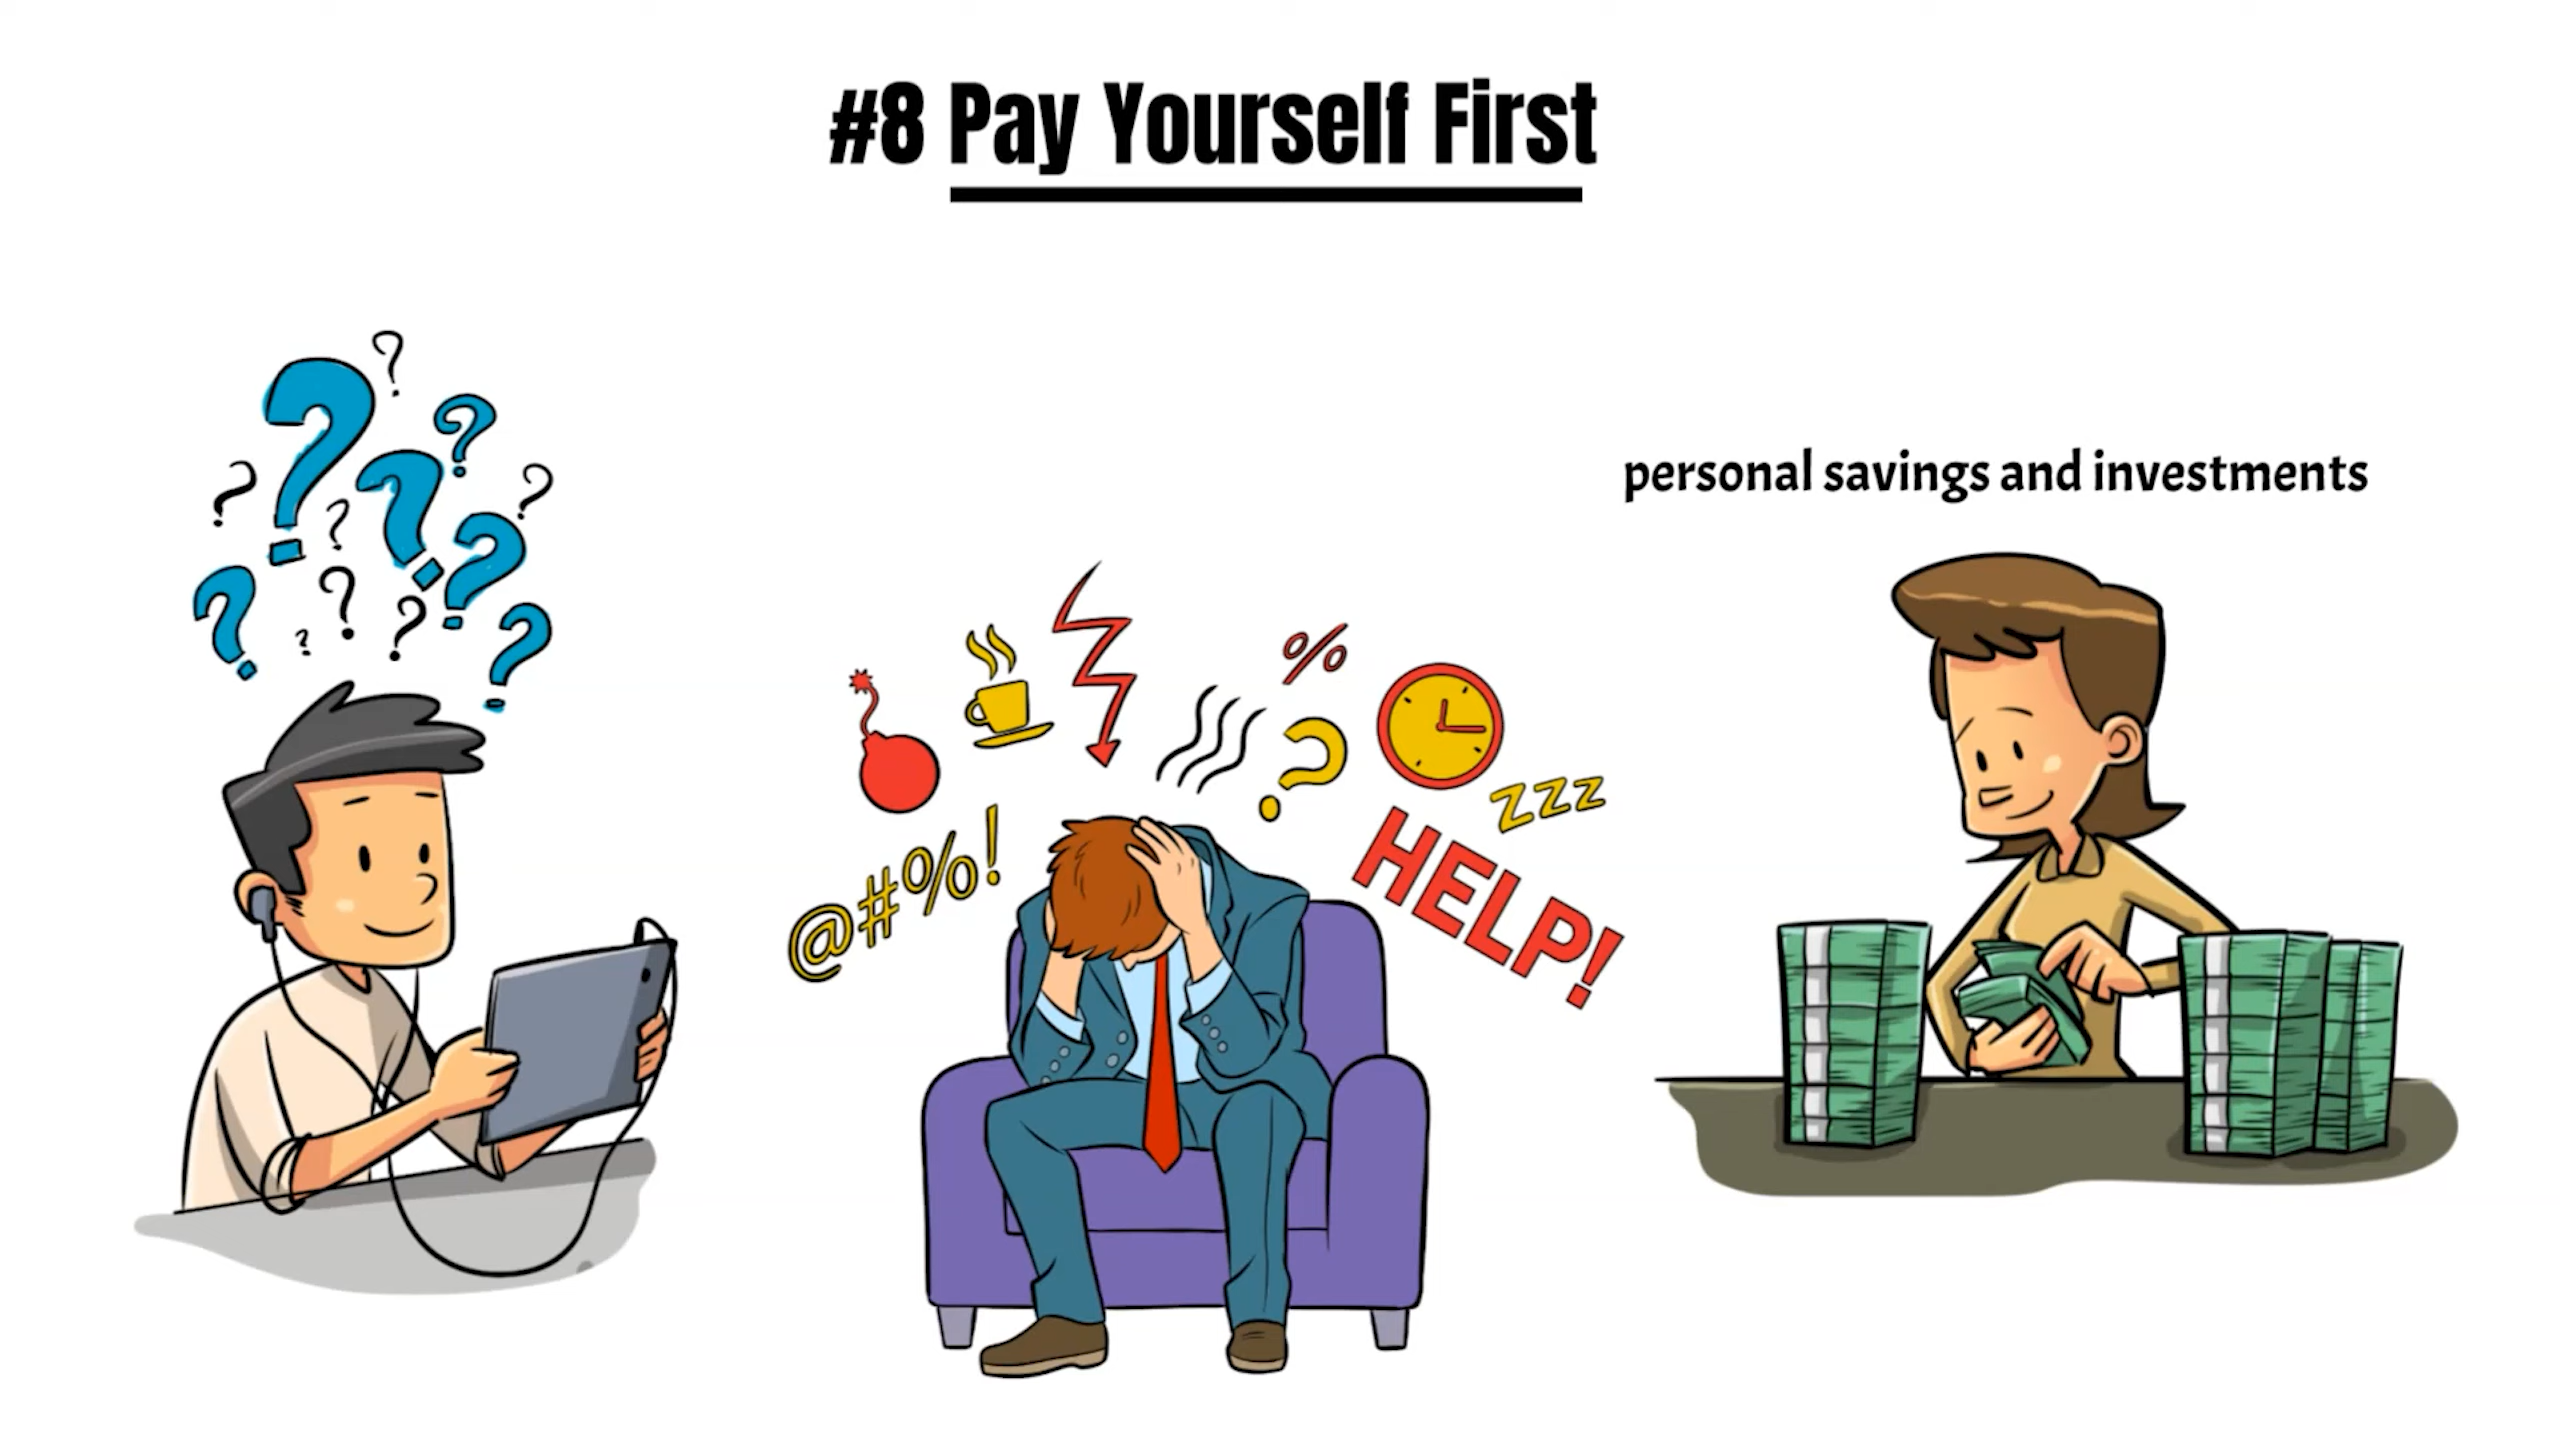 #8 Pay Yourself First
personal savings and investments
? ? ? ? ? ? ? ? ? ? ? ? ?
%
?
zzz
@#%!
HELP!